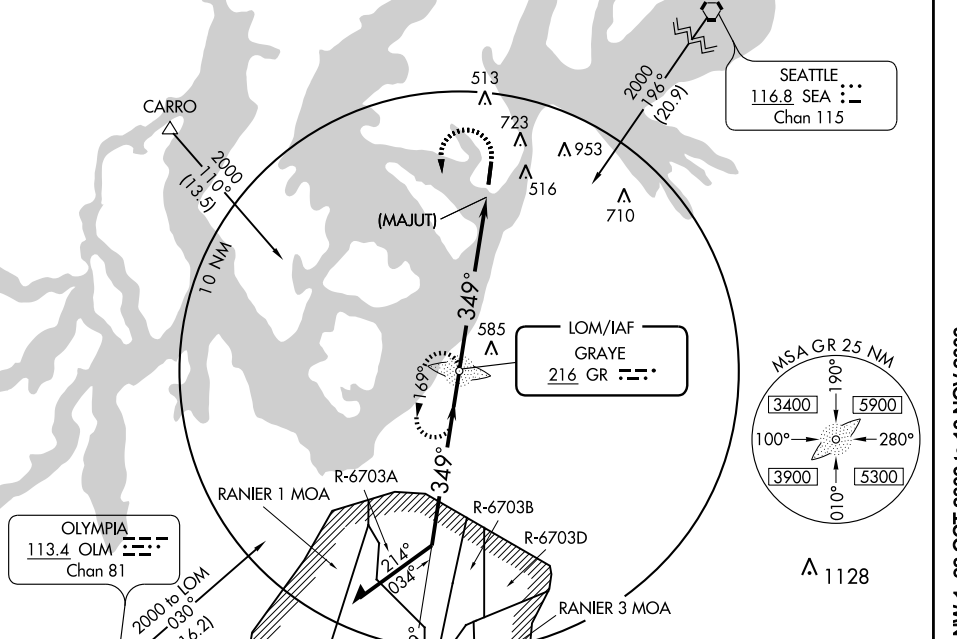 513
SEATTLE
116.8 SEA
Chan 115
2000
196°
(20.9)
CARRO
723
953
2000
110°
(13.5)
516
710
(MAJUT)
10 NM
349°
585
LOM/IAF
GRAYE
216 GR
MSA GR 25 NM
190°
3400
5900
169°
100°
280°
3900
5300
010°
349°
R-6703A
RANIER 1 MOA
R-6703B
OLYMPIA
113.4 OLM
Chan 81
R-6703D
214°
034°
1128
2000 to LOM
030°
16.2)
RANIER 3 MOA